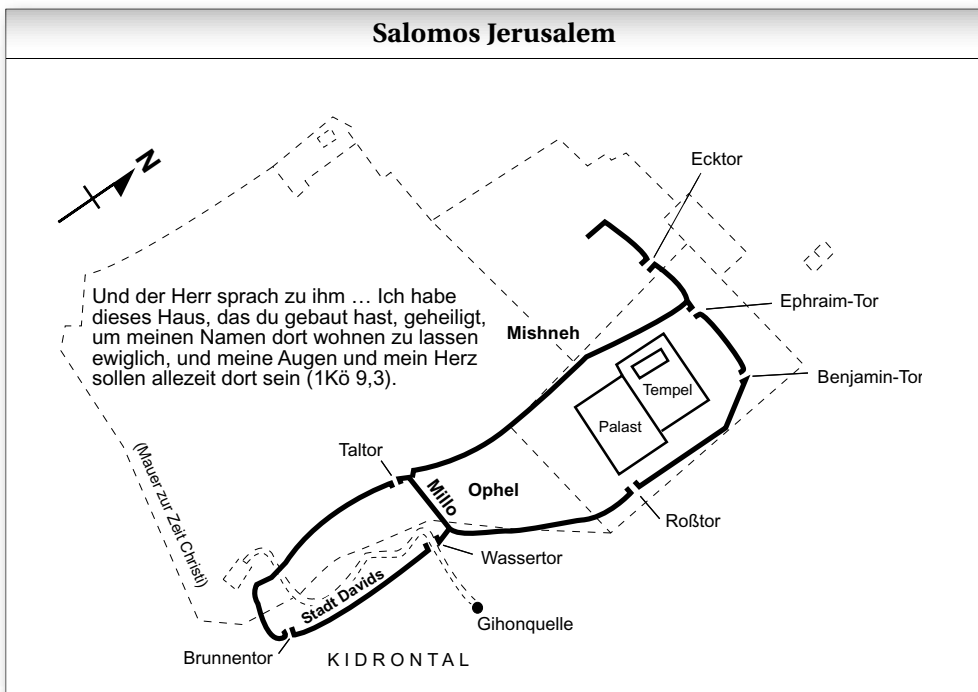 Salomos Jerusalem
N
Ecktor
Und der Herr sprach zu ihm … Ich habe
dieses Haus, das du gebaut hast, geheiligt,
um meinen Namen dort wohnen zu lassen
ewiglich, und meine Augen und mein Herz
sollen allezeit dort sein (1Kö 9,3).
Ephraim-Tor
Mishneh
Benjamin-Tor
Tempel
Palast
Taltor
(Mauer zur Zeit Christi)
Millo
Ophel
Roßtor
Wassertor
Stadt Davids
Gihonquelle
Brunnentor
KIDRONTAL